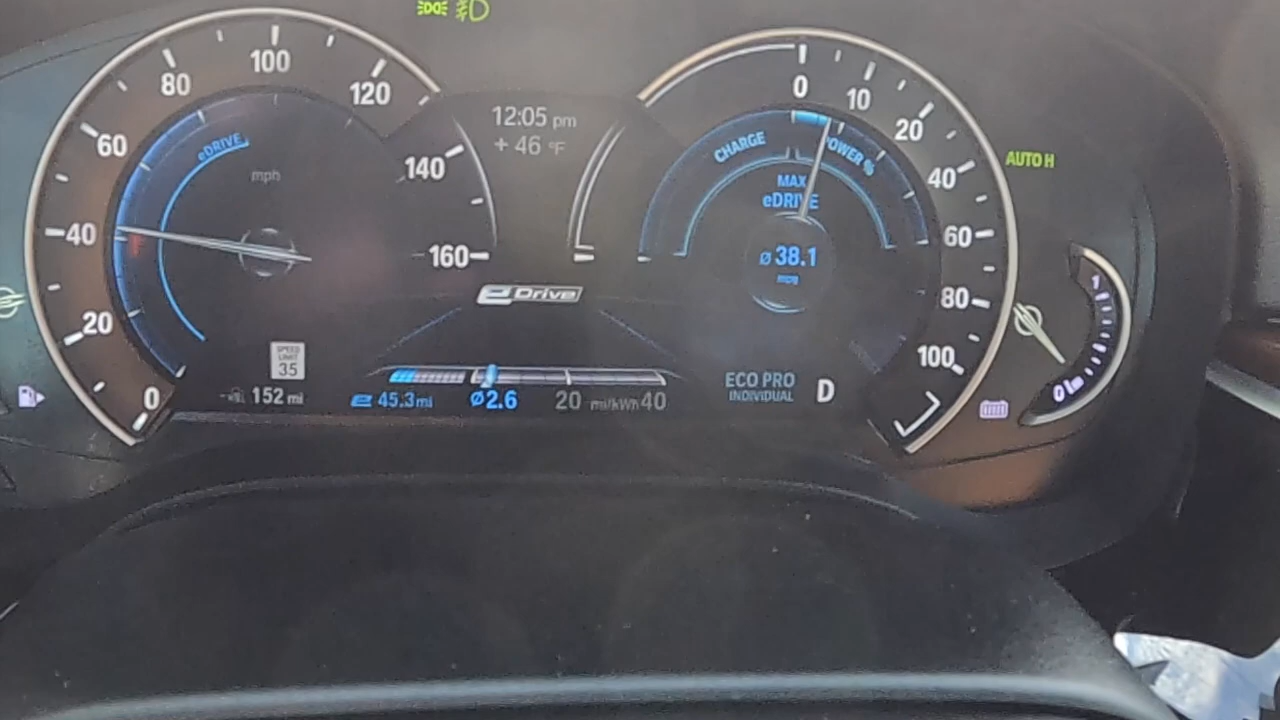 100
80
120
60
140
40
160
20
0
eDRIVE
mph
SPEED
LIMIT
35
152 mi
12:05 pm
+ 46 °F
eDrive
e 45.3 mi
ø2.6
20 mi/kWh 40
0
10
20
40
60
80
100
CHARGE
POWER %
MAX
eDRIVE
ø 38.1
mpg
ECO PRO
INDIVIDUAL
D
AUTO H
1
0